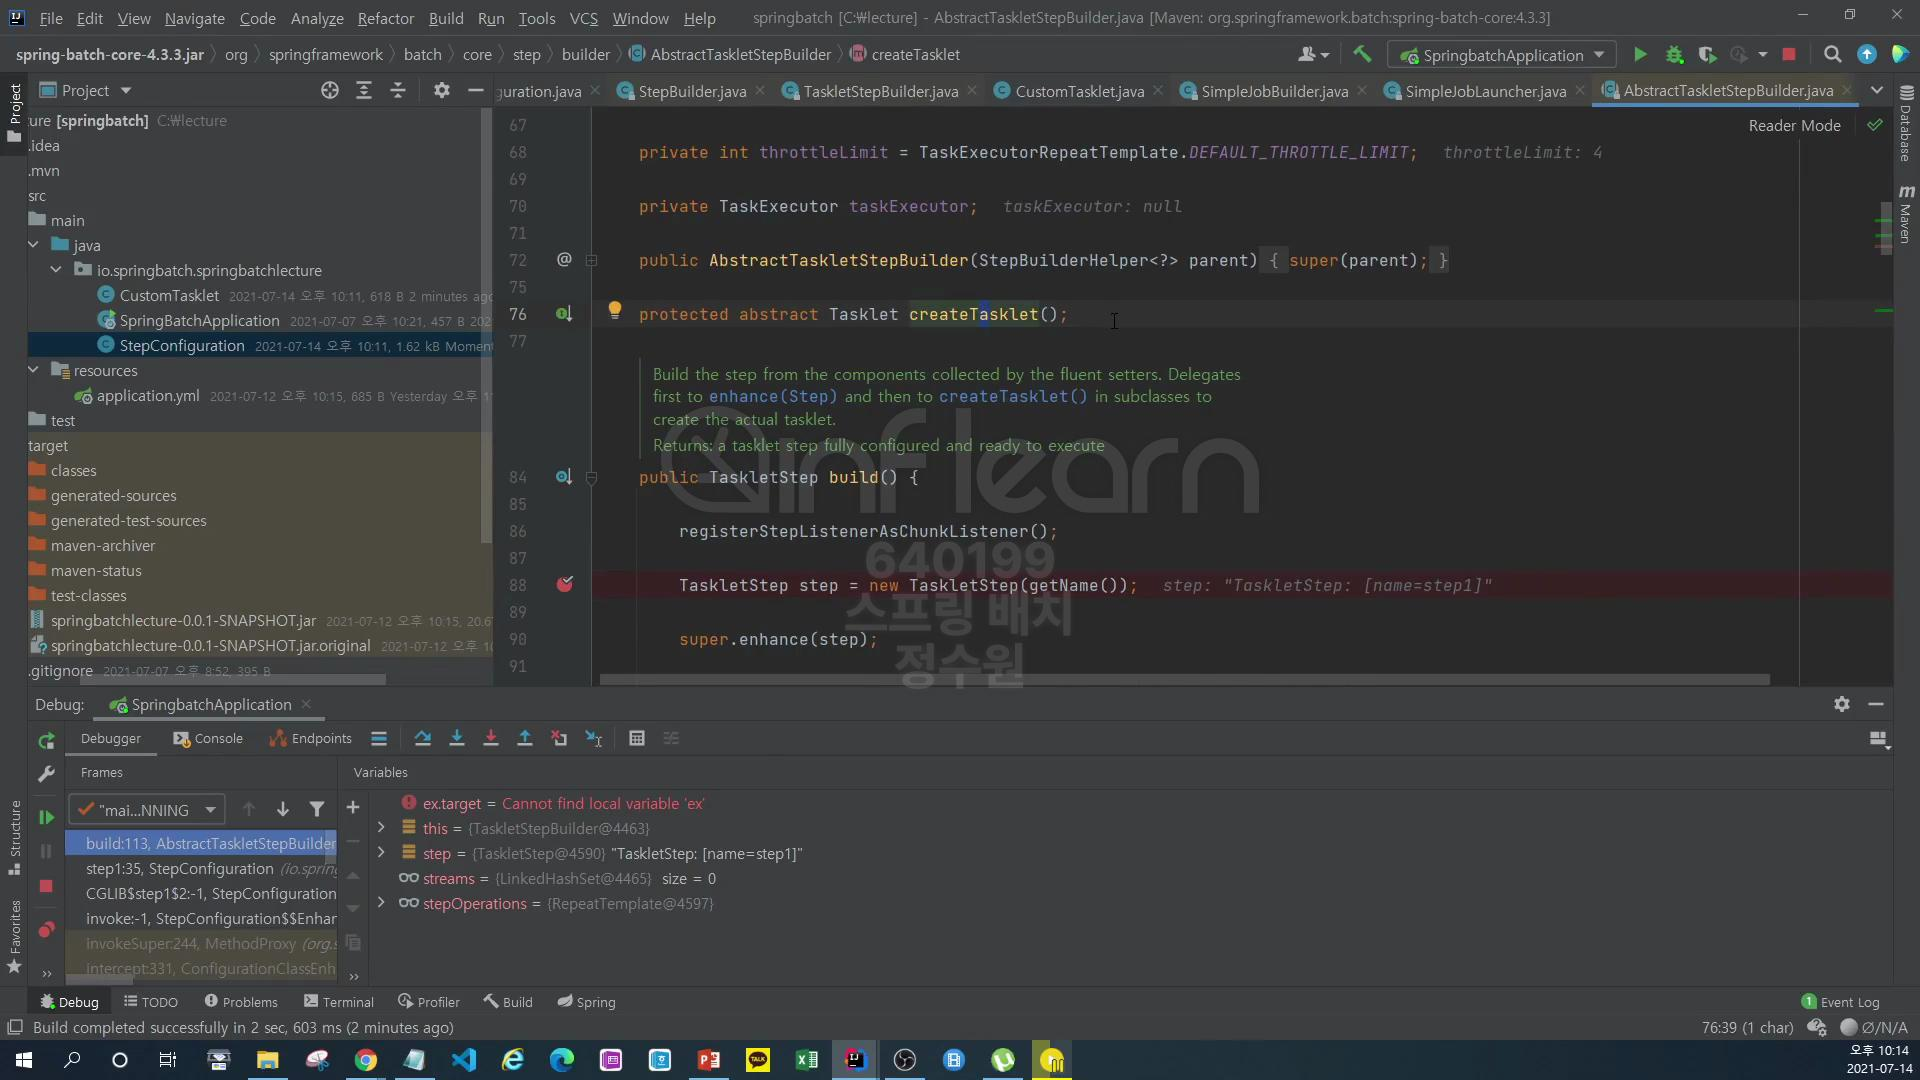 File Edit View Navigate Code Analyze Refactor Build Run Tools VCS Window Help springbatch [C:₩lecture] - AbstractTaskletStepBuilder.java [Maven: org.springframework.batch:spring-batch-core:4.3.3]
spring-batch-core-4.3.3.jar org springframework batch core step builder AbstractTaskletStepBuilder createTasklet SpringbatchApplication
Project uration.java StepBuilder.java TaskletStepBuilder.java CustomTasklet.java SimpleJobBuilder.java SimpleJobLauncher.java AbstractTaskletStepBuilder.java
Project
Database
Maven
Structure
Favorites
ure [springbatch] C:₩lecture
.idea
.mvn
src
main
java
io.springbatch.springbatchlecture
CustomTasklet 2021-07-14 오후 10:11, 618 B 2 minutes ago
SpringBatchApplication 2021-07-14 오후 10:21, 457 B 202
StepConfiguration 2021-07-14 오후 10:11, 1.62 kB Momen
resources
application.yml 2021-07-12 오후 10:15, 685 B Yesterday 오후 1
test
target
classes
generated-sources
generated-test-sources
maven-archiver
maven-status
test-classes
springbatchlecture-0.0.1-SNAPSHOT.jar 2021-07-12 오후 10:15, 20.6
springbatchlecture-0.0.1-SNAPSHOT.jar.original 2021-07-12 오후 1
.gitignore 2021-07-07 오후 8:52, 395 B
Reader Mode
67
68 private int throttleLimit = TaskExecutorRepeatTemplate.DEFAULT_THROTTLE_LIMIT; throttleLimit: 4
69
70 private TaskExecutor taskExecutor; taskExecutor: null
71
72 @ public AbstractTaskletStepBuilder(StepBuilderHelper<?> parent) { super(parent); }
75
76 protected abstract Tasklet createTasklet();
77
Build the step from the components collected by the fluent setters. Delegates
first to enhance(Step) and then to createTasklet() in subclasses to
create the actual tasklet.
Returns: a tasklet step fully configured and ready to execute
84 public TaskletStep build() {
85
86 registerStepListenerAsChunkListener();
87
88 TaskletStep step = new TaskletStep(getName()); step: "TaskletStep: [name=step1]"
89
90 super.enhance(step);
91
inflearn
640199
스프링 배치
정수원
Debug: SpringbatchApplication
Debugger Console Endpoints
Frames Variables
"mai...NNING
build:113, AbstractTaskletStepBuilder
step1:35, StepConfiguration (io.spring
CGLIB$step1$2:-1, StepConfiguration
invoke:-1, StepConfiguration$$Enhan
invokeSuper:244, MethodProxy (org.s
intercept:331, ConfigurationClassEnh
ex.target = Cannot find local variable 'ex'
this = {TaskletStepBuilder@4463}
step = {TaskletStep@4590} "TaskletStep: [name=step1]"
streams = {LinkedHashSet@4465} size = 0
stepOperations = {RepeatTemplate@4597}
Debug TODO Problems Terminal Profiler Build Spring 1 Event Log
Build completed successfully in 2 sec, 603 ms (2 minutes ago) 76:39 (1 char) Ø/N/A
TALK
오후 10:14
2021-07-14